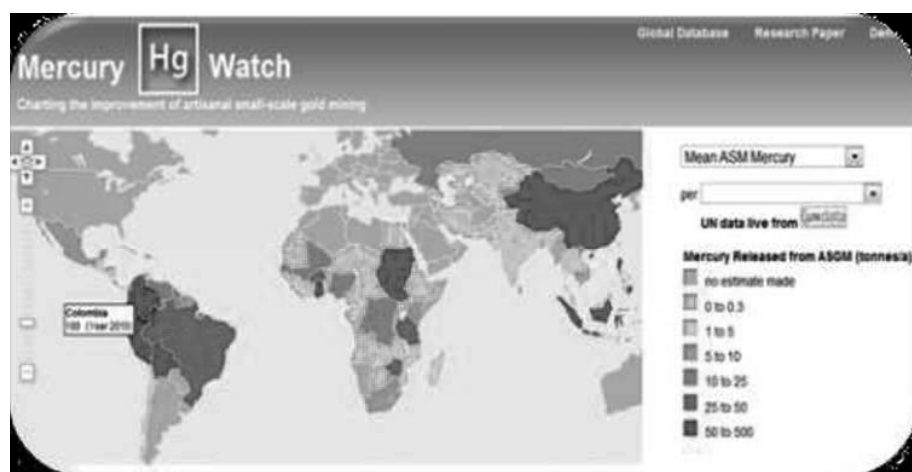 Global Database Research Paper
Mercury Hg Watch
Charting the improvement of artisanal small-scale gold mining
Mean ASM Mercury
per
UN data live from
Mercury Released from ASGM (tonnes/a)
no estimate made
0 to 0.3
1 to 5
5 to 10
10 to 25
25 to 50
50 to 500
Colombia
(Year 2010)